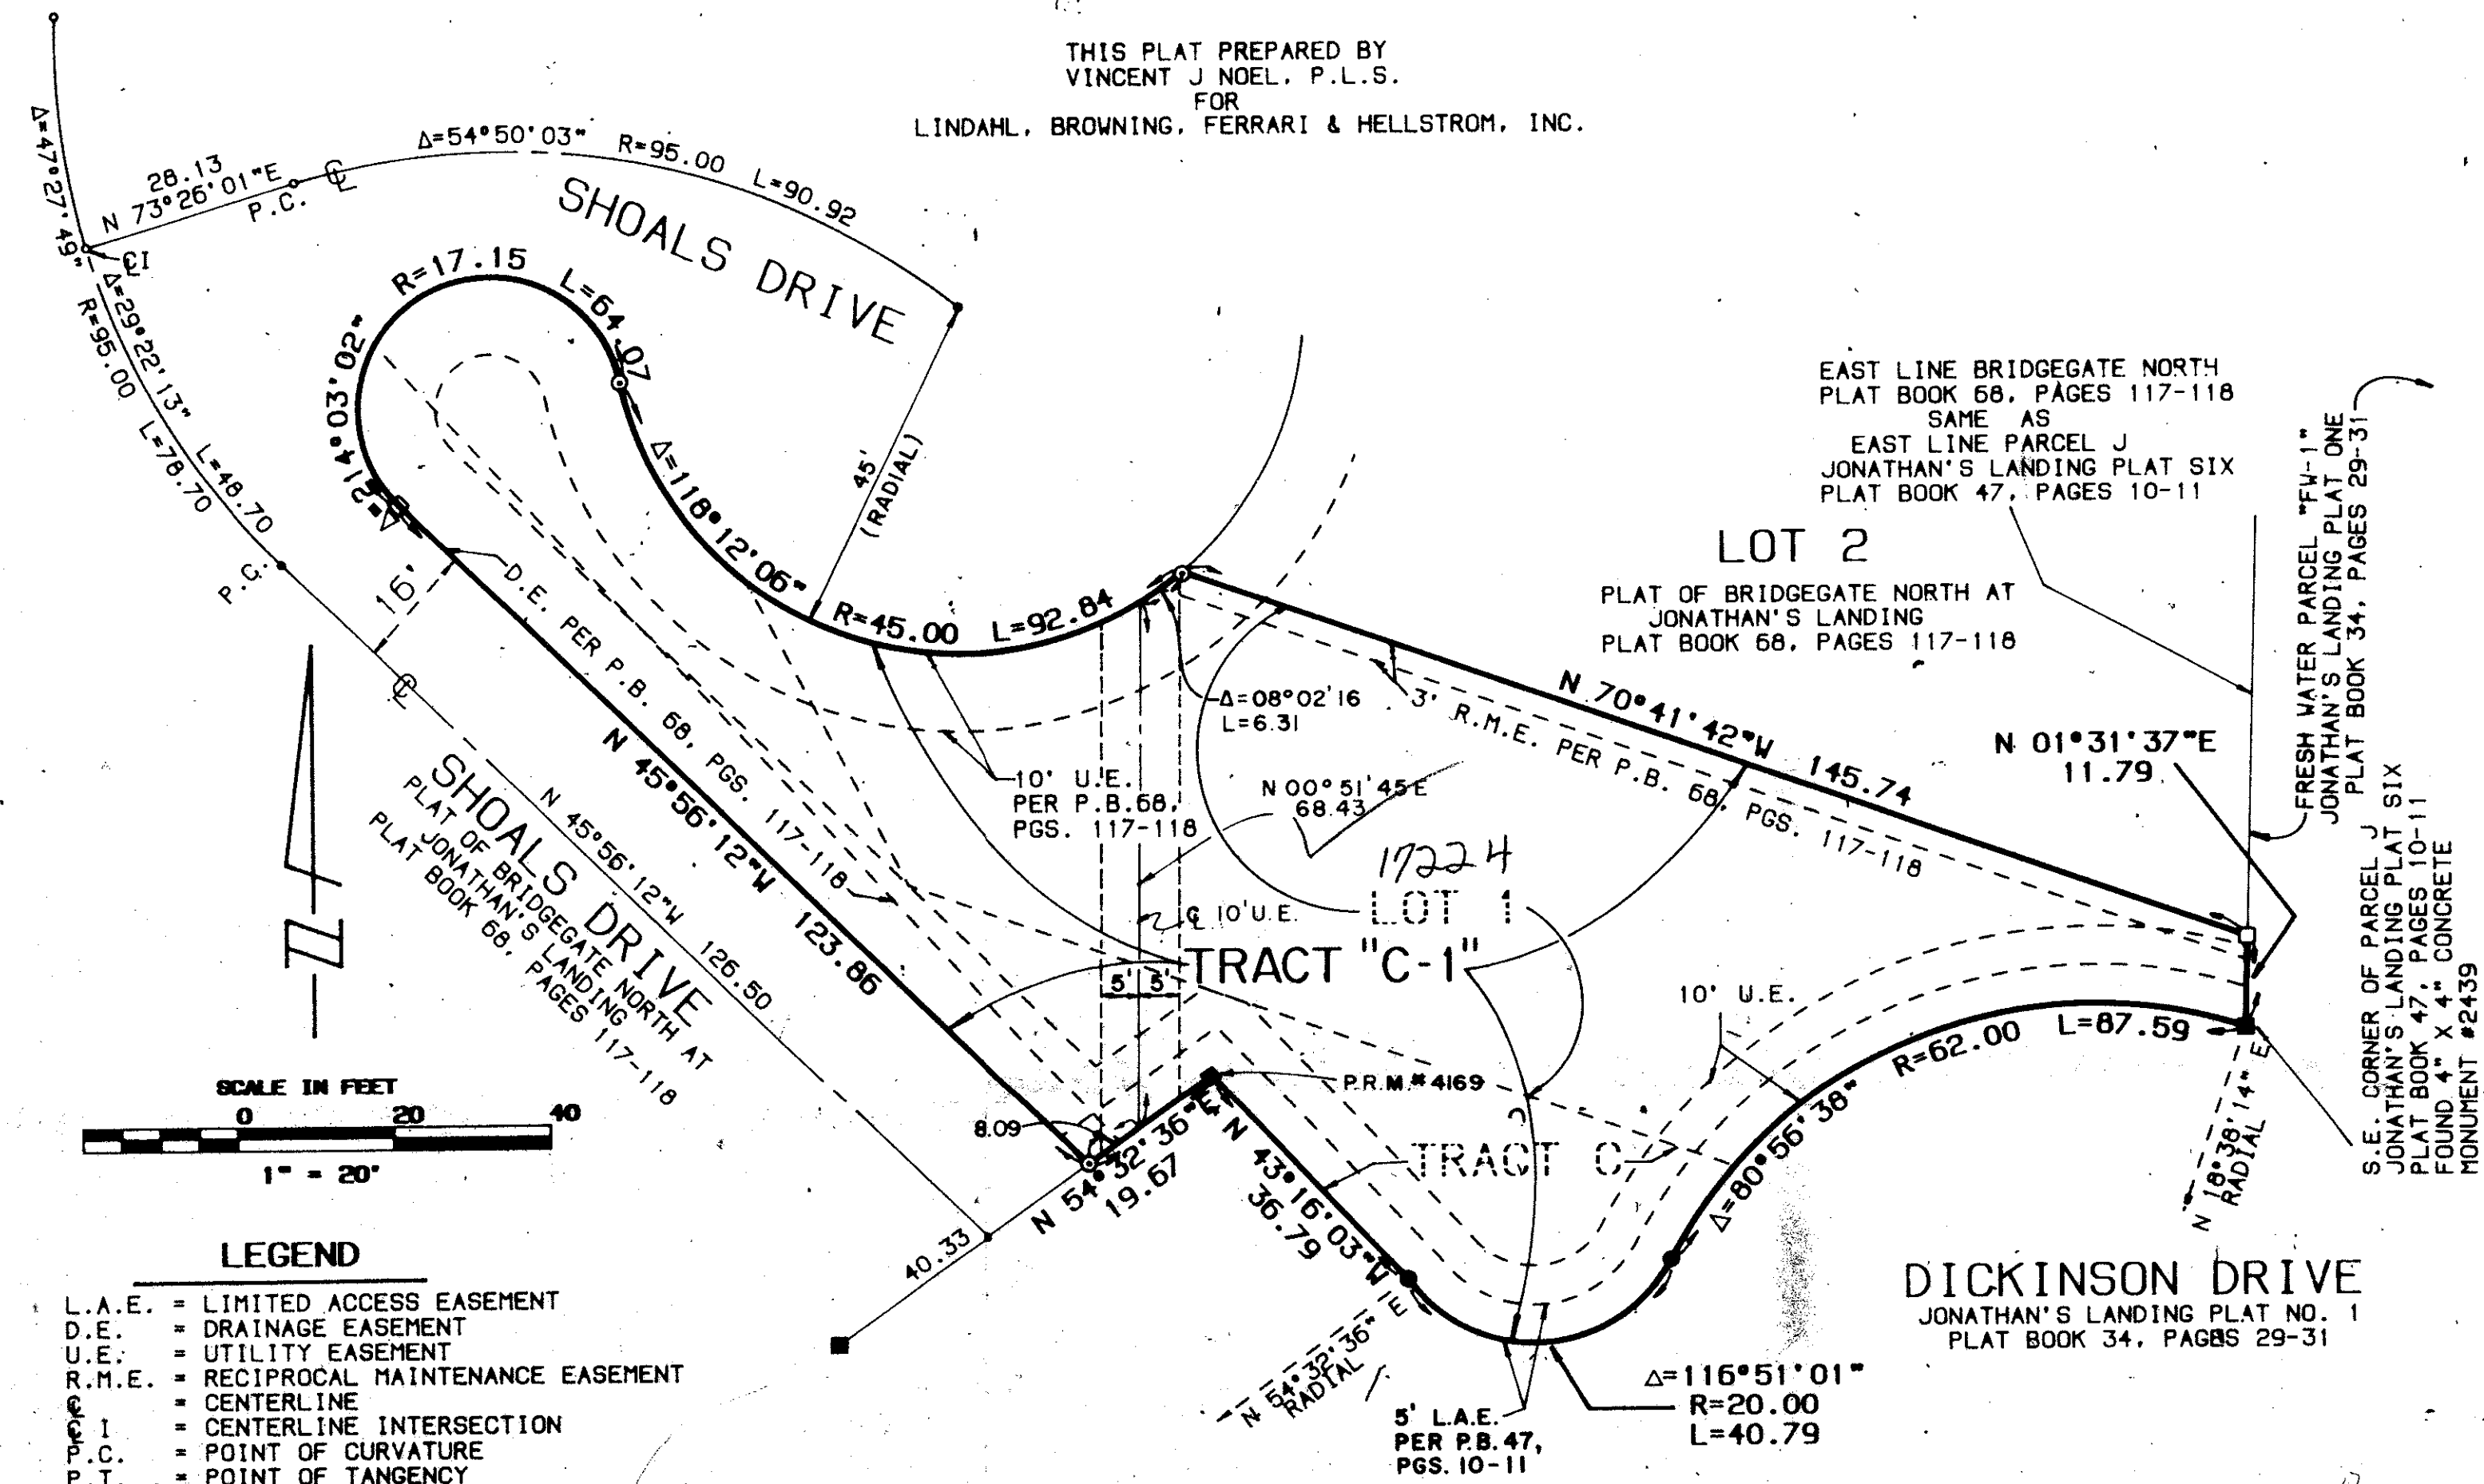 THIS PLAT PREPARED BY
VINCENT J NOEL, P.L.S.
FOR
LINDAHL, BROWNING, FERRARI & HELLSTROM, INC.
Δ=47°27'49"
28.13
N 73°26'01"E
P.C.
℄
Δ=54°50'03" R=95.00 L=90.92
SHOALS DRIVE
℄I
Δ=29°22'13" L=48.70
R=95.00 L=78.70
P.C.
R=17.15 L=64.07
Δ=214°03'02"
45'
(RADIAL)
Δ=118°12'06"
R=45.00 L=92.84
16'
℄
D.E. PER P.B. 68, PGS. 117-118
N 45°56'12"W 123.86
N 45°56'12"W 126.50
SHOALS DRIVE
PLAT OF BRIDGEGATE NORTH AT
JONATHAN'S LANDING
PLAT BOOK 68, PAGES 117-118
EAST LINE BRIDGEGATE NORTH
PLAT BOOK 68, PAGES 117-118
SAME AS
EAST LINE PARCEL J
JONATHAN'S LANDING PLAT SIX
PLAT BOOK 47, PAGES 10-11
FRESH WATER PARCEL "FW-1"
JONATHAN'S LANDING PLAT ONE
PLAT BOOK 34, PAGES 29-31
LOT 2
PLAT OF BRIDGEGATE NORTH AT
JONATHAN'S LANDING
PLAT BOOK 68, PAGES 117-118
Δ=08°02'16
L=6.31
N 70°41'42"W 145.74
3' R.M.E. PER P.B. 68, PGS. 117-118
N 01°31'37"E
11.79
10' U.E.
PER P.B.68,
PGS. 117-118
N 00°51'45E
68.43
17224
LOT 1
℄ 10'U.E.
TRACT "C-1"
5' 5'
10' U.E.
P.R.M.# 4169
TRACT C
8.09
N 54°32'36"E
19.67
40.33
N 43°16'03"W
36.79
N 54°32'36" E
RADIAL
R=62.00 L=87.59
Δ=80°56'38"
N 18°38'14" E
RADIAL
S.E. CORNER OF PARCEL J
JONATHAN'S LANDING PLAT SIX
PLAT BOOK 47, PAGES 10-11
FOUND 4" X 4" CONCRETE
MONUMENT #2439
DICKINSON DRIVE
JONATHAN'S LANDING PLAT NO. 1
PLAT BOOK 34, PAGES 29-31
Δ=116°51'01"
R=20.00
L=40.79
5' L.A.E.
PER P.B.47,
PGS. 10-11
N
SCALE IN FEET
0 20 40
1" = 20'
LEGEND
L.A.E. = LIMITED ACCESS EASEMENT
D.E. = DRAINAGE EASEMENT
U.E. = UTILITY EASEMENT
R.M.E. = RECIPROCAL MAINTENANCE EASEMENT
℄ = CENTERLINE
℄ I = CENTERLINE INTERSECTION
P.C. = POINT OF CURVATURE
P.T. = POINT OF TANGENCY